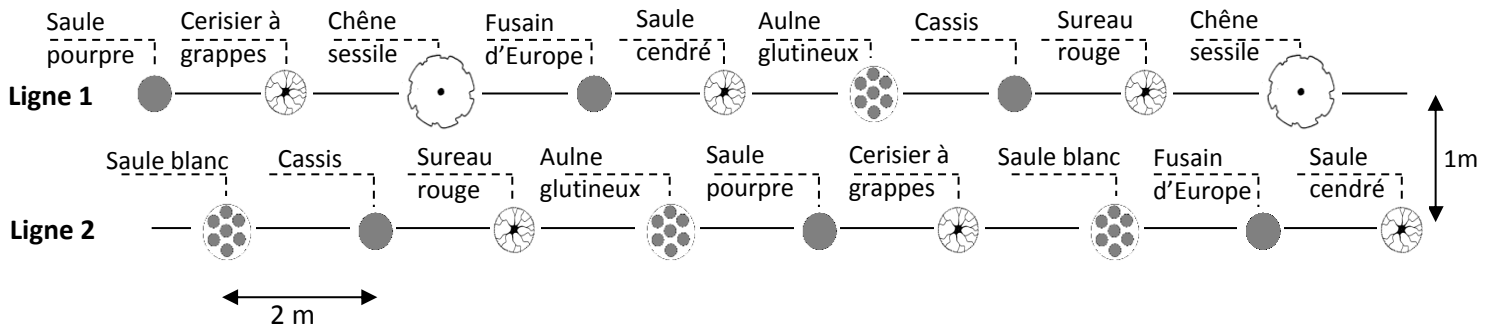 Saule pourpre
Cerisier à grappes
Chêne sessile
Fusain d'Europe
Saule cendré
Aulne glutineux
Cassis
Sureau rouge
Chêne sessile
Ligne 1
Saule blanc
Cassis
Sureau rouge
Aulne glutineux
Saule pourpre
Cerisier à grappes
Saule blanc
Fusain d'Europe
Saule cendré
1m
Ligne 2
2 m